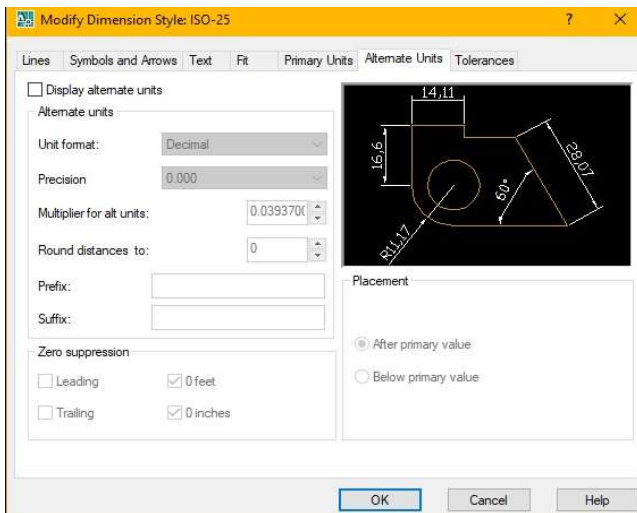 Modify Dimension Style: ISO-25
Lines Symbols and Arrows Text Fit Primary Units Alternate Units Tolerances
Display alternate units
Alternate units
Unit format: Decimal
Precision 0.000
Multiplier for alt units: 0.039370
Round distances to: 0
Prefix:
Suffix:
Zero suppression
Leading 0 feet
Trailing 0 inches
14,11
16,6
28,07
60°
R11,17
Placement
After primary value
Below primary value
OK Cancel Help